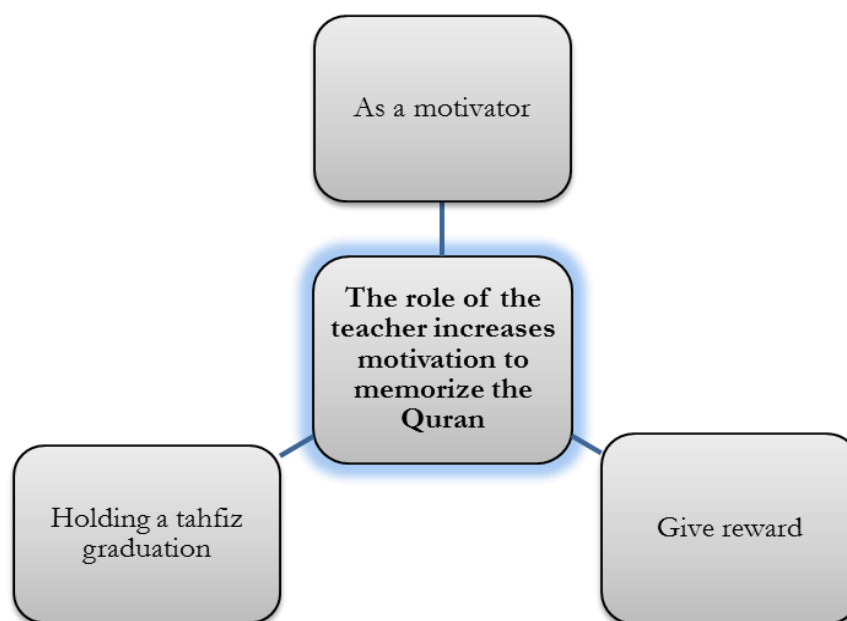 As a motivator
The role of the
teacher increases
motivation to
memorize the
Quran
Holding a tahfiz
graduation
Give reward